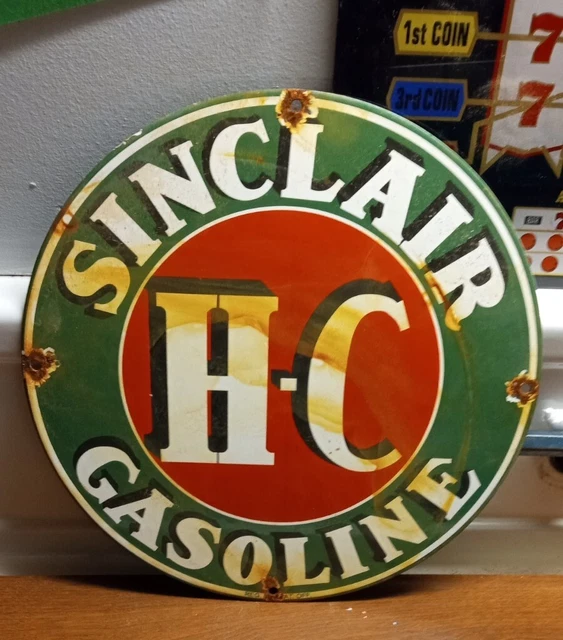 1st COIN
7
3rd COIN
7
SINCLAIR
H-C
GASOLINE